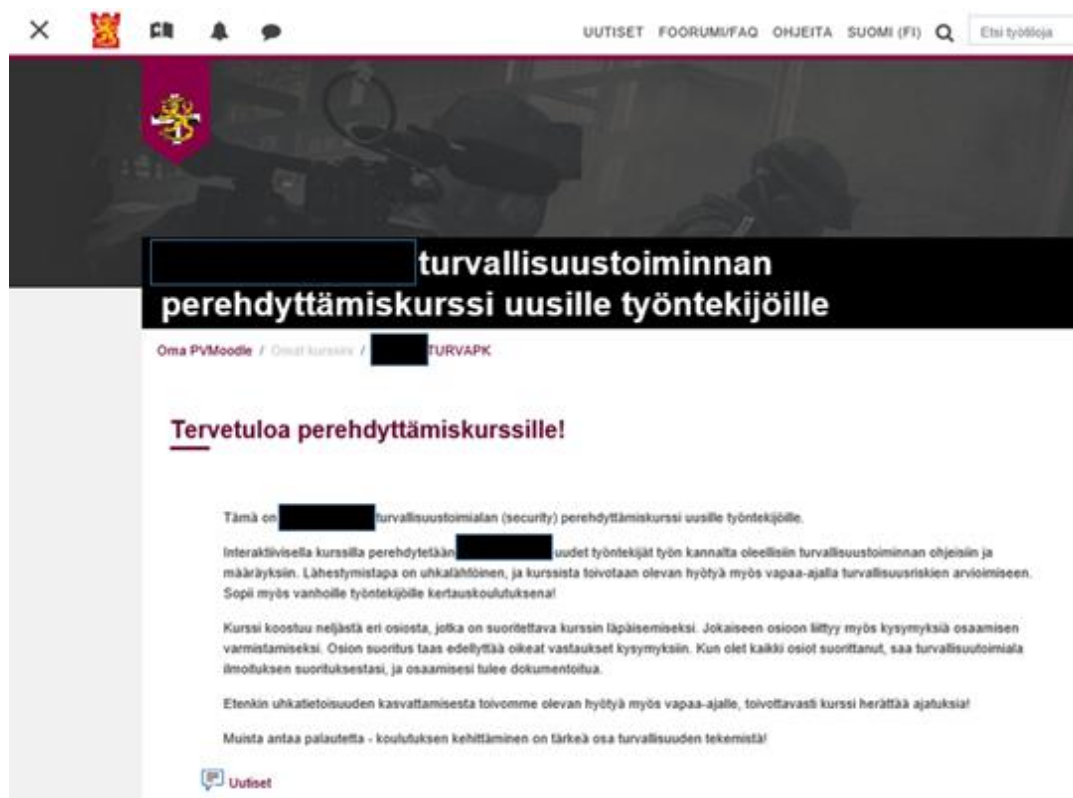 UUTISET FOORUMI/FAQ OHJEITA SUOMI (FI) Etsi työtiloja
turvallisuustoiminnan
perehdyttämiskurssi uusille työntekijöille
Oma PVMoodle / Omat kurssini / TURVAPK
Tervetuloa perehdyttämiskurssille!
Tämä on turvallisuustoimialan (security) perehdyttämiskurssi uusille työntekijöille.
Interaktiivisella kurssilla perehdytetään uudet työntekijät työn kannalta oleellisiin turvallisuustoiminnan ohjeisiin ja
määräyksiin. Lähestymistapa on uhkalähtöinen, ja kurssista toivotaan olevan hyötyä myös vapaa-ajalla turvallisuusriskien arvioimiseen.
Sopii myös vanhoille työntekijöille kertauskoulutuksena!
Kurssi koostuu neljästä eri osiosta, jotka on suoritettava kurssin läpäisemiseksi. Jokaiseen osioon liittyy myös kysymyksiä osaamisen
varmistamiseksi. Osion suoritus taas edellyttää oikeat vastaukset kysymyksiin. Kun olet kaikki osiot suorittanut, saa turvallisuutoimiala
ilmoituksen suorituksestasi, ja osaamisesi tulee dokumentoitua.
Etenkin uhkatietoisuuden kasvattamisesta toivomme olevan hyötyä myös vapaa-ajalle, toivottavasti kurssi herättää ajatuksia!
Muista antaa palautetta - koulutuksen kehittäminen on tärkeä osa turvallisuuden tekemistä!
Uutiset